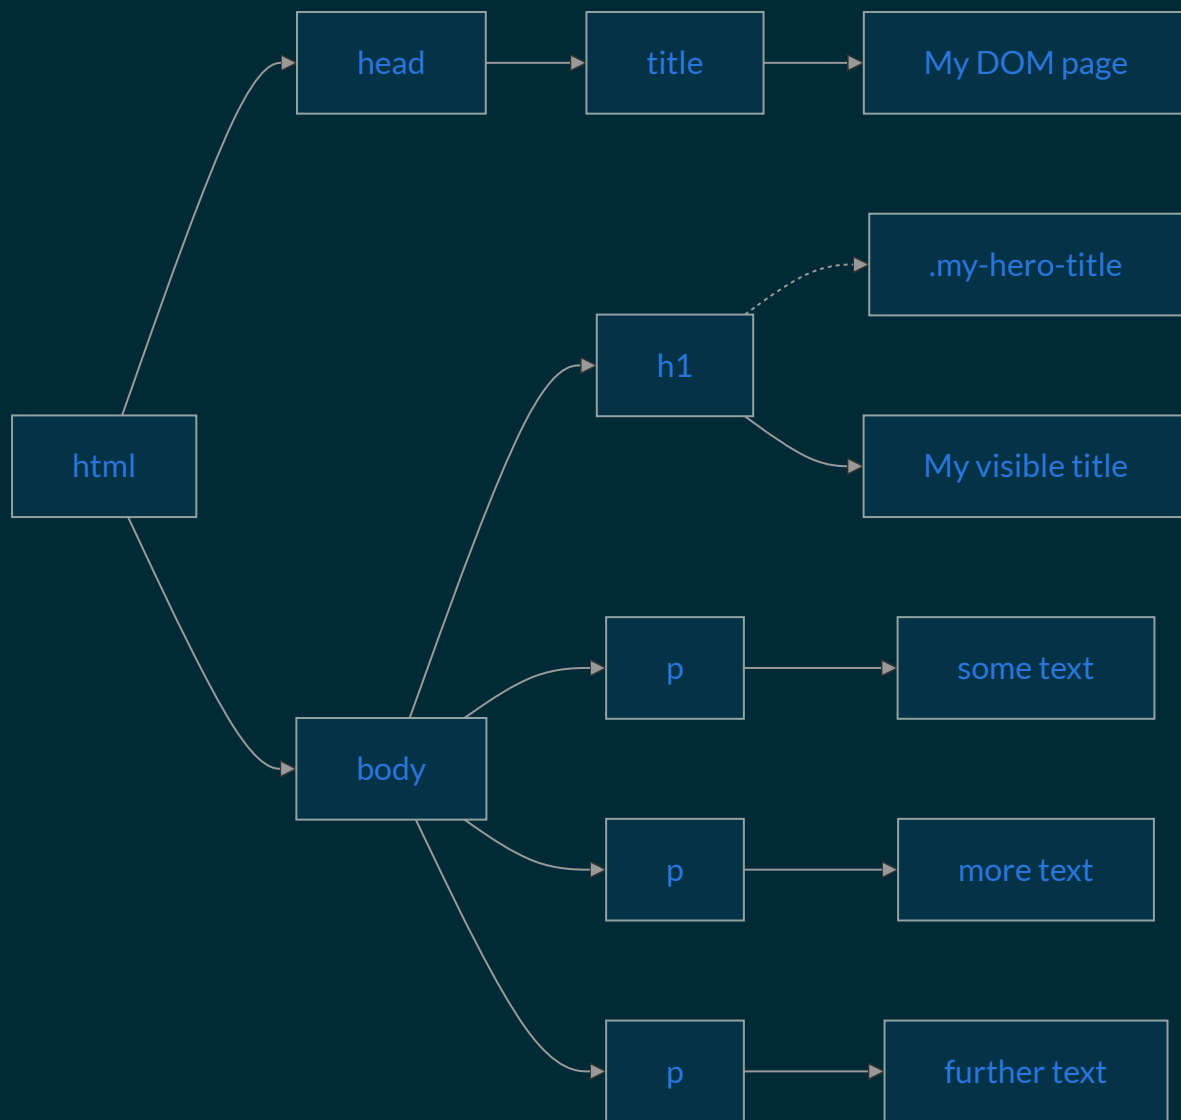 head
title
My DOM page
.my-hero-title
h1
html
My visible title
p
some text
body
p
more text
p
further text